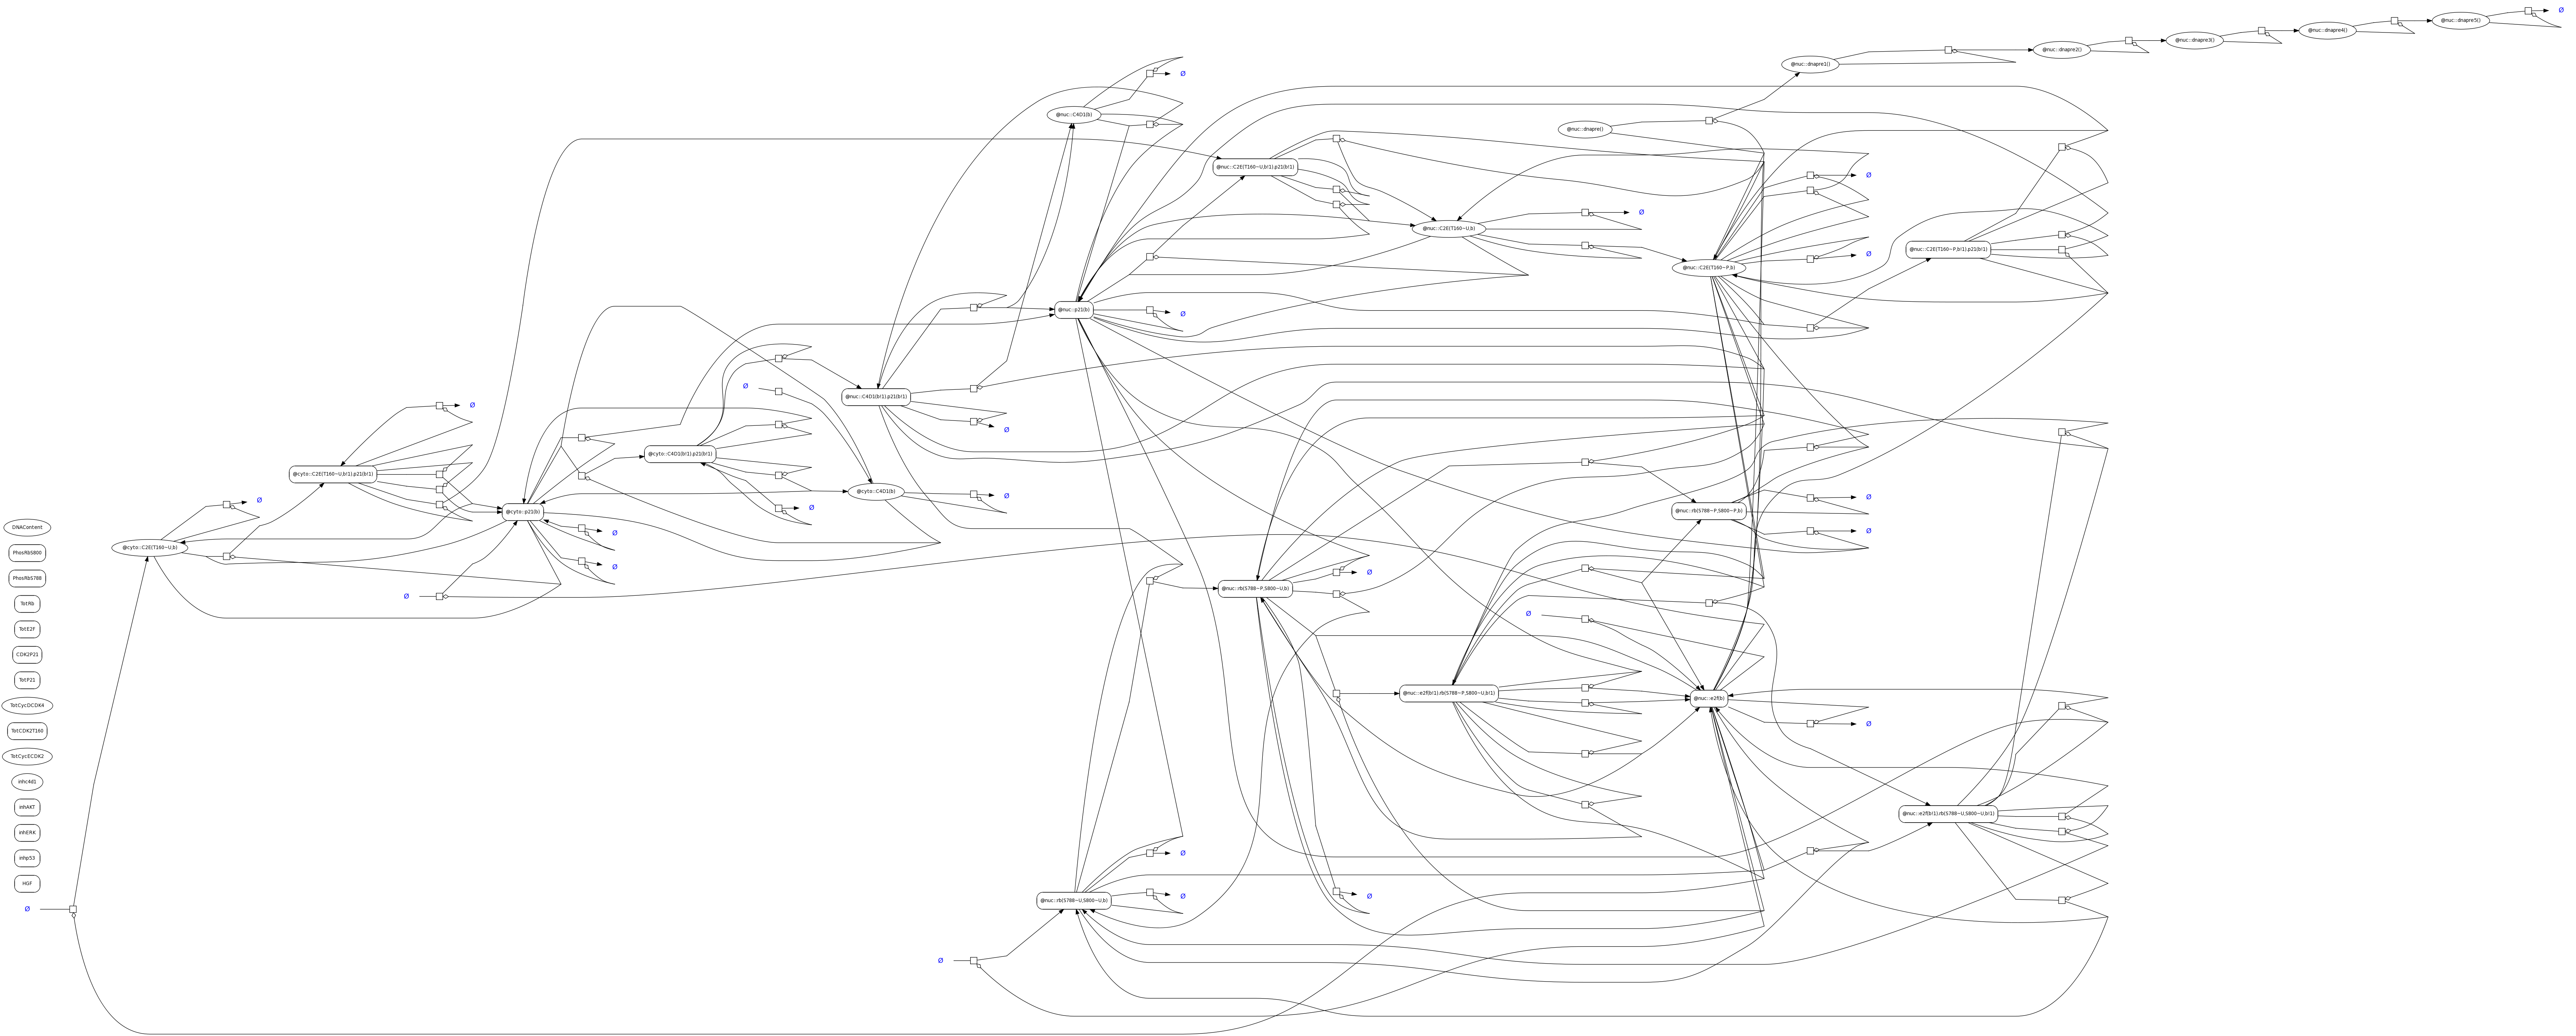 Ø
@nuc::dnapre5()
@nuc::dnapre4()
@nuc::dnapre3()
@nuc::dnapre2()
@nuc::dnapre1()
Ø
@nuc::C4D1(b)
@nuc::dnapre()
@nuc::C2E(T160~U,b!1).p21(b!1)
Ø
Ø
@nuc::C2E(T160~U,b)
@nuc::C2E(T160~P,b!1).p21(b!1)
Ø
@nuc::C2E(T160~P,b)
@nuc::p21(b)
Ø
Ø
@nuc::C4D1(b!1).p21(b!1)
Ø
Ø
@cyto::C4D1(b!1).p21(b!1)
@cyto::C2E(T160~U,b!1).p21(b!1)
@cyto::C4D1(b)
Ø
Ø
Ø
Ø
@cyto::p21(b)
@nuc::rb(S788~P,S800~P,b)
DNAContent
Ø
Ø
@cyto::C2E(T160~U,b)
PhosRbS800
Ø
Ø
PhosRbS788
@nuc::rb(S788~P,S800~U,b)
Ø
TotRb
Ø
TotE2F
CDK2P21
TotP21
@nuc::e2f(b!1).rb(S788~P,S800~U,b!1)
@nuc::e2f(b)
TotCycDCDK4
Ø
TotCDK2T160
TotCycECDK2
inhc4d1
inhAKT
@nuc::e2f(b!1).rb(S788~U,S800~U,b!1)
inhERK
Ø
inhp53
HGF
Ø
Ø
@nuc::rb(S788~U,S800~U,b)
Ø
Ø